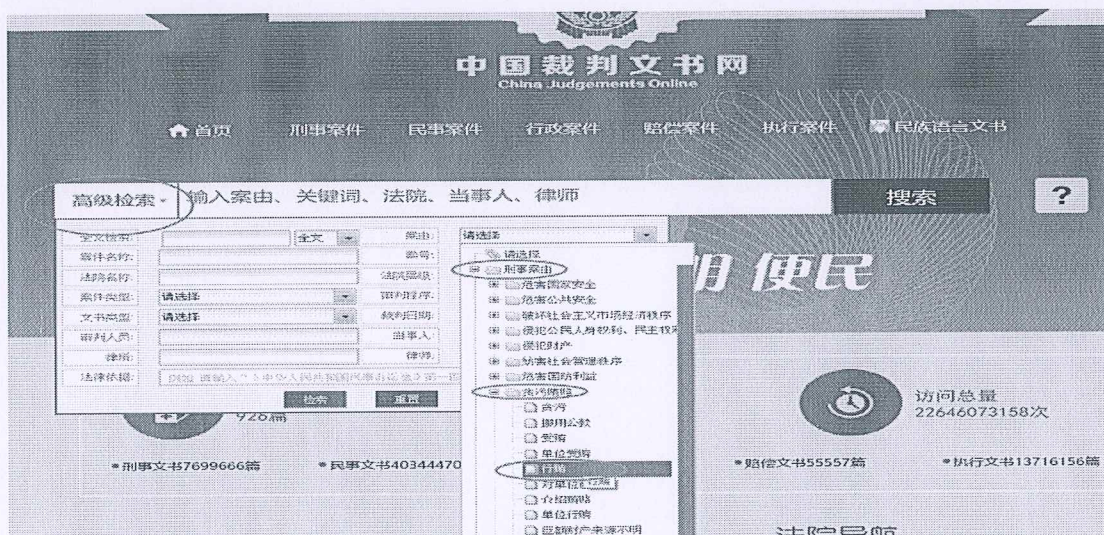 中国裁判文书网
China Judgements Online
首页 刑事案件 民事案件 行政案件 赔偿案件 执行案件 民族语言文书
高级检索 输入案由、关键词、法院、当事人、律师 搜索 ?
全文检索: 全文 案由: 请选择
案件名称: 案号: 请选择
法院名称: 法院层级: 刑事案由
危害国家安全
案件类型: 请选择 审判程序: 危害公共安全
文书类型: 请选择 裁判日期: 破坏社会主义市场经济秩序
审判人员: 当事人: 侵犯公民人身权利、民主权利
侵犯财产
律所: 律师: 妨害社会管理秩序
法律依据: 危害国防利益
检索 重置 贪污贿赂
明 便民
926篇
贪污
挪用公款
受贿
单位受贿
行贿
对单位行贿
行贿
介绍贿赂
单位行贿
巨额财产来源不明
访问总量
22646073158次
刑事文书7699666篇 民事文书40344470 赔偿文书55557篇 执行文书13716156篇
法院导航